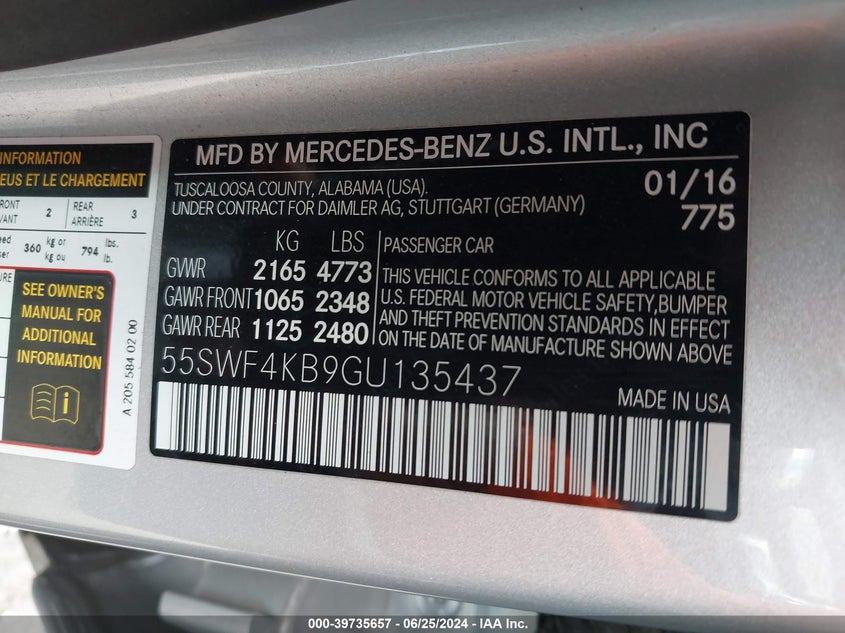 INFORMATION
EUS ET LE CHARGEMENT
FRONT 2 REAR 3
VANT ARRIÈRE
360 kg or 794 lbs.
kg ou lb.
SEE OWNER'S
MANUAL FOR
ADDITIONAL
INFORMATION
A 205 584 02 00
MFD BY MERCEDES-BENZ U.S. INTL., INC
TUSCALOOSA COUNTY, ALABAMA (USA). 01/16
UNDER CONTRACT FOR DAIMLER AG, STUTTGART (GERMANY) 775
KG LBS
GVWR 2165 4773
GAWR FRONT 1065 2348
GAWR REAR 1125 2480
PASSENGER CAR
THIS VEHICLE CONFORMS TO ALL APPLICABLE
U.S. FEDERAL MOTOR VEHICLE SAFETY,BUMPER
AND THEFT PREVENTION STANDARDS IN EFFECT
ON THE DATE OF MANUFACTURE SHOWN ABOVE
55SWF4KB9GU135437
MADE IN USA
000-39735657 / 06/25/2024 - IAA Inc.